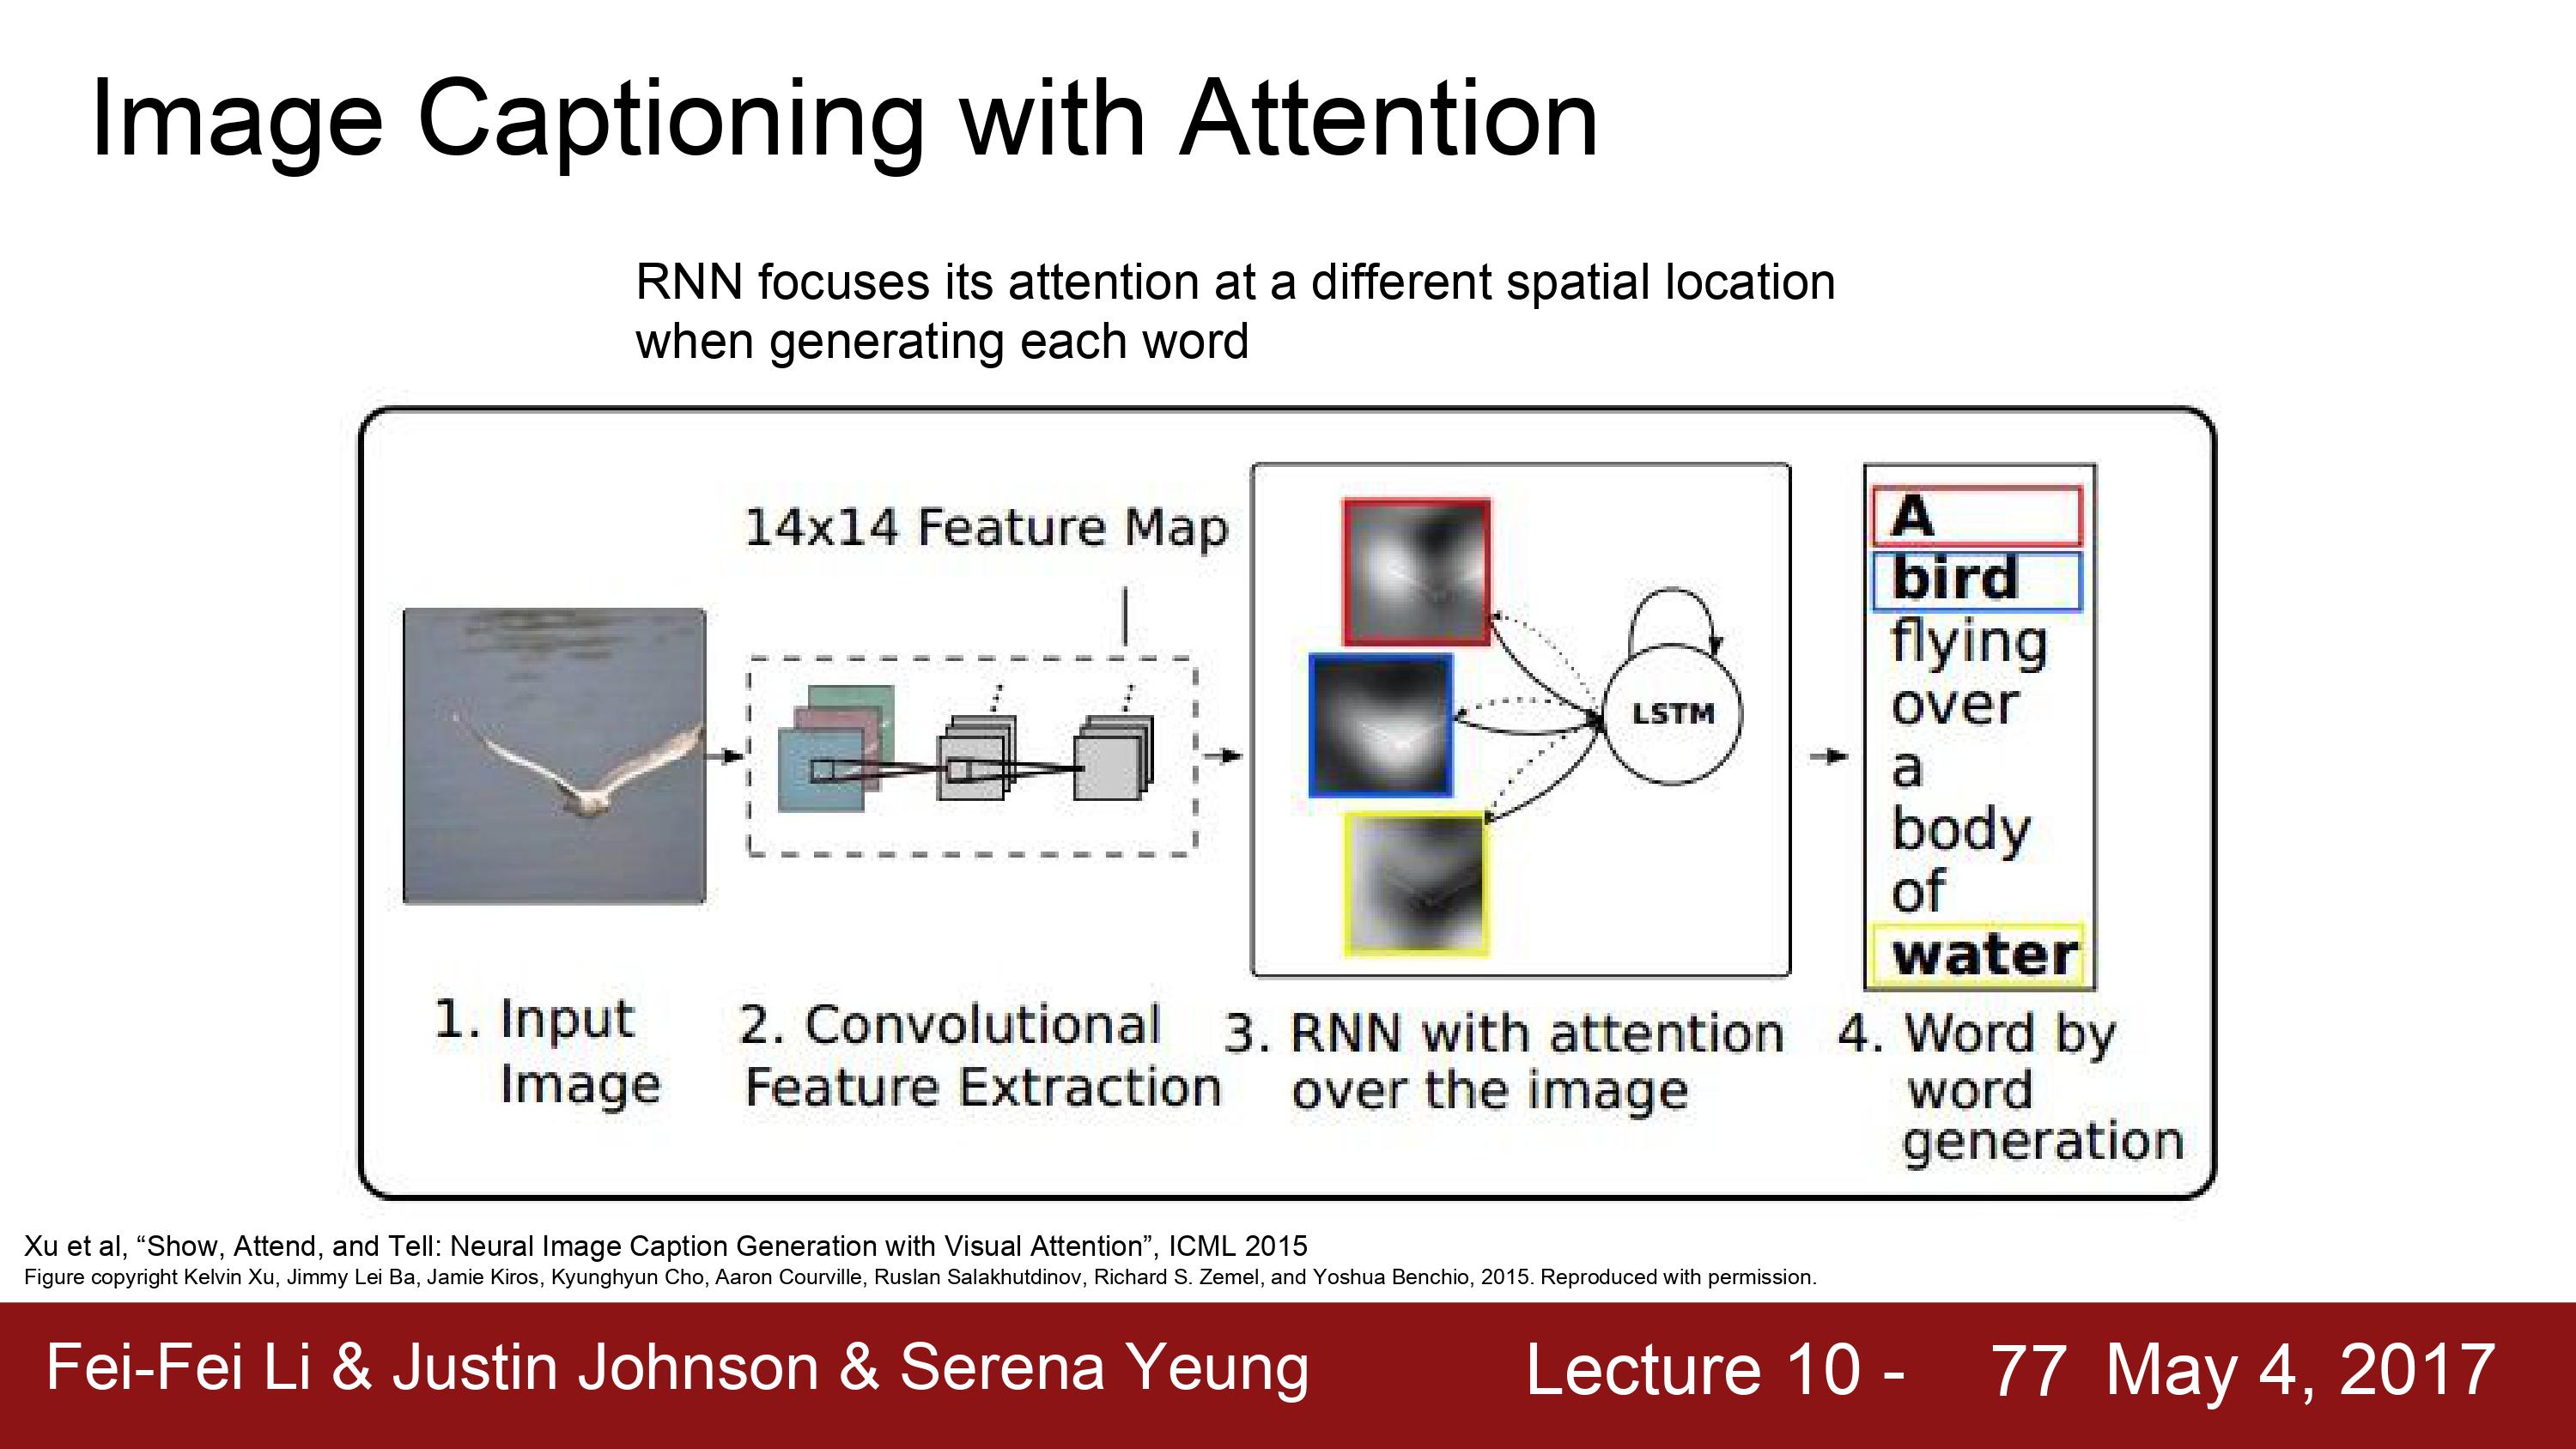 Image Captioning with Attention
RNN focuses its attention at a different spatial location
when generating each word
14x14 Feature Map
LSTM
A
bird
flying
over
a
body
of
water
1. Input
Image
2. Convolutional
Feature Extraction
3. RNN with attention
over the image
4. Word by
word
generation
Xu et al, “Show, Attend, and Tell: Neural Image Caption Generation with Visual Attention”, ICML 2015
Figure copyright Kelvin Xu, Jimmy Lei Ba, Jamie Kiros, Kyunghyun Cho, Aaron Courville, Ruslan Salakhutdinov, Richard S. Zemel, and Yoshua Benchio, 2015. Reproduced with permission.
Fei-Fei Li & Justin Johnson & Serena Yeung Lecture 10 - 77 May 4, 2017